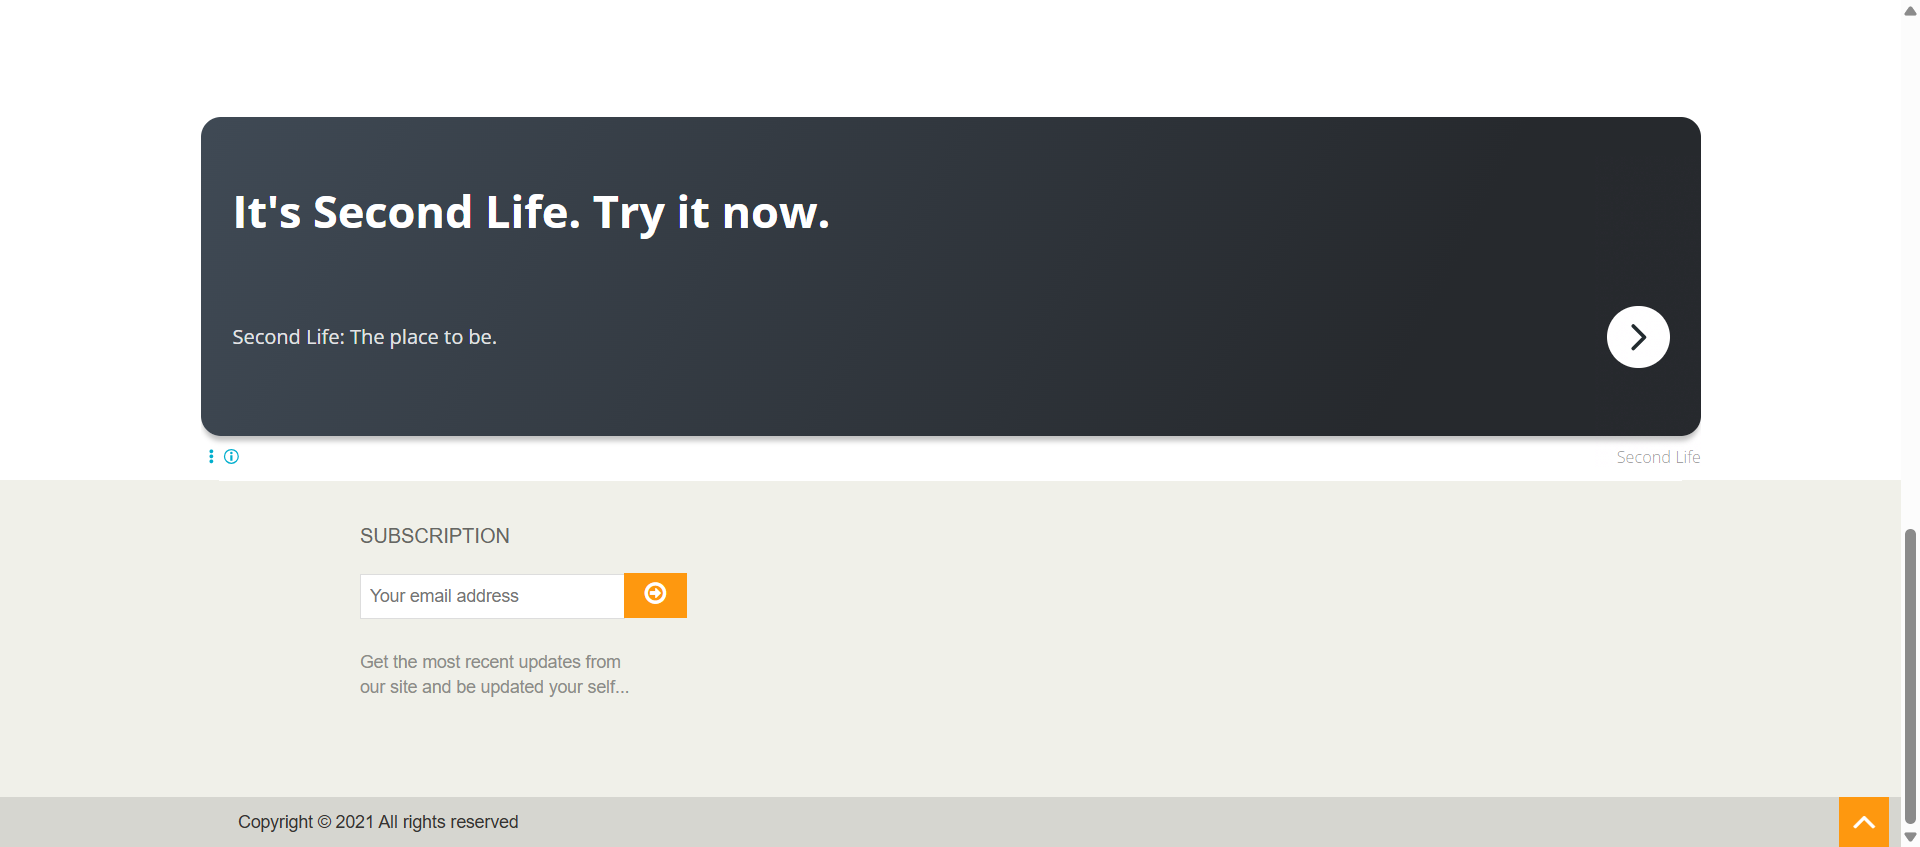 It's Second Life. Try it now.
Second Life: The place to be.
Second Life
SUBSCRIPTION
Your email address
Get the most recent updates from
our site and be updated your self...
Copyright © 2021 All rights reserved